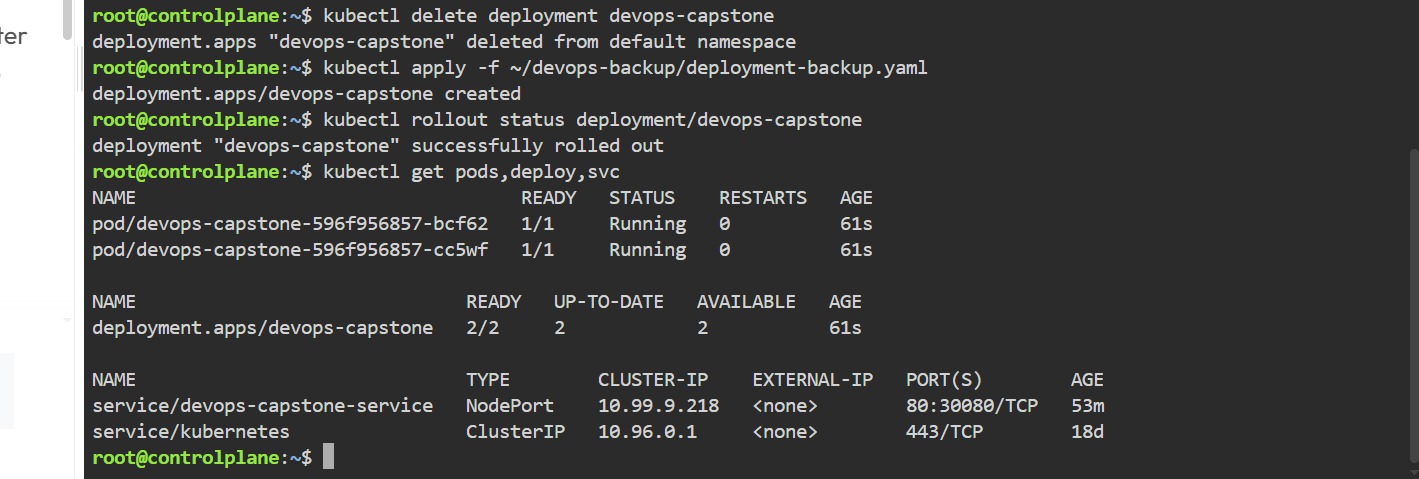 ter
root@controlplane:~$ kubectl delete deployment devops-capstone
deployment.apps "devops-capstone" deleted from default namespace
root@controlplane:~$ kubectl apply -f ~/devops-backup/deployment-backup.yaml
deployment.apps/devops-capstone created
root@controlplane:~$ kubectl rollout status deployment/devops-capstone
deployment "devops-capstone" successfully rolled out
root@controlplane:~$ kubectl get pods,deploy,svc
NAME READY STATUS RESTARTS AGE
pod/devops-capstone-596f956857-bcf62 1/1 Running 0 61s
pod/devops-capstone-596f956857-cc5wf 1/1 Running 0 61s
NAME READY UP-TO-DATE AVAILABLE AGE
deployment.apps/devops-capstone 2/2 2 2 61s
NAME TYPE CLUSTER-IP EXTERNAL-IP PORT(S) AGE
service/devops-capstone-service NodePort 10.99.9.218 <none> 80:30080/TCP 53m
service/kubernetes ClusterIP 10.96.0.1 <none> 443/TCP 18d
root@controlplane:~$